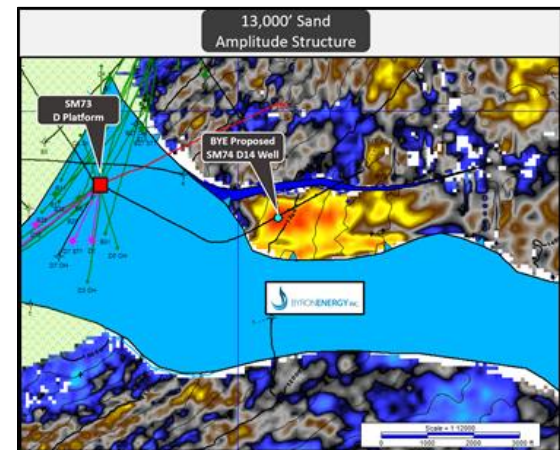 13,000' Sand
Amplitude Structure
SM73
D Platform
BYE Proposed
SM74 D14 Well
BYRONENERGY INC.
Scale = 1:12000
0 1000 2000 3000 ft